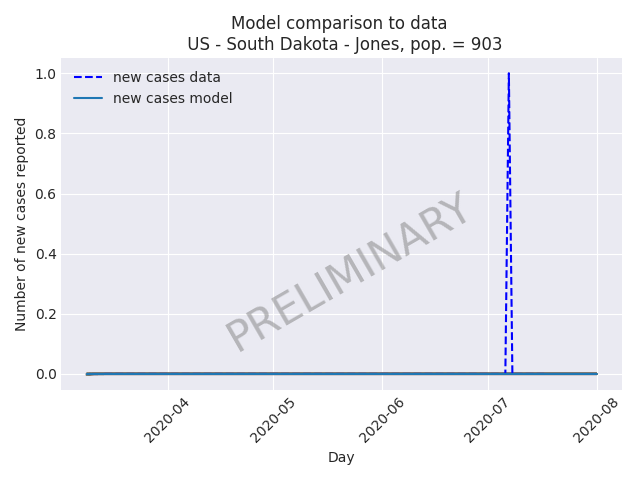 Model comparison to data
US - South Dakota - Jones, pop. = 903
new cases data
new cases model
1.0
0.8
0.6
0.4
0.2
0.0
Number of new cases reported
PRELIMINARY
2020-04
2020-05
2020-06
2020-07
2020-08
Day